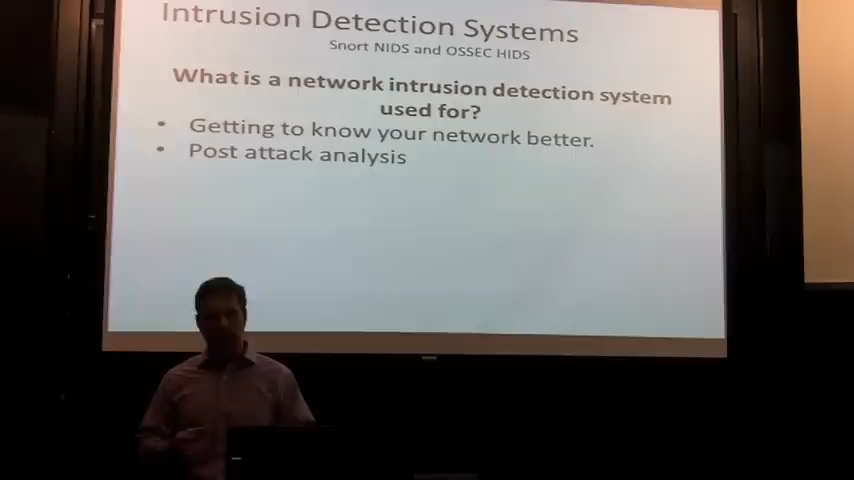 Intrusion Detection Systems
Snort NIDS and OSSEC HIDS
What is a network intrusion detection system
used for?
• Getting to know your network better.
• Post attack analysis